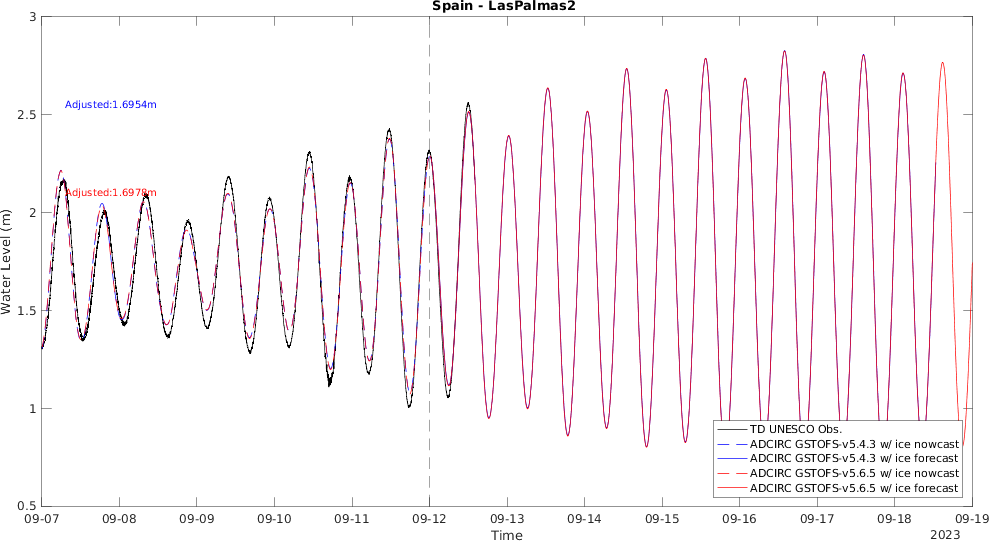 Spain - LasPalmas2
3
2.5
2
1.5
1
0.5
Water Level (m)
Adjusted:1.6954m
Adjusted:1.6978m
TD UNESCO Obs.
ADCIRC GSTOFS-v5.4.3 w/ ice nowcast
ADCIRC GSTOFS-v5.4.3 w/ ice forecast
ADCIRC GSTOFS-v5.6.5 w/ ice nowcast
ADCIRC GSTOFS-v5.6.5 w/ ice forecast
09-07 09-08 09-09 09-10 09-11 09-12 09-13 09-14 09-15 09-16 09-17 09-18 09-19
Time
2023